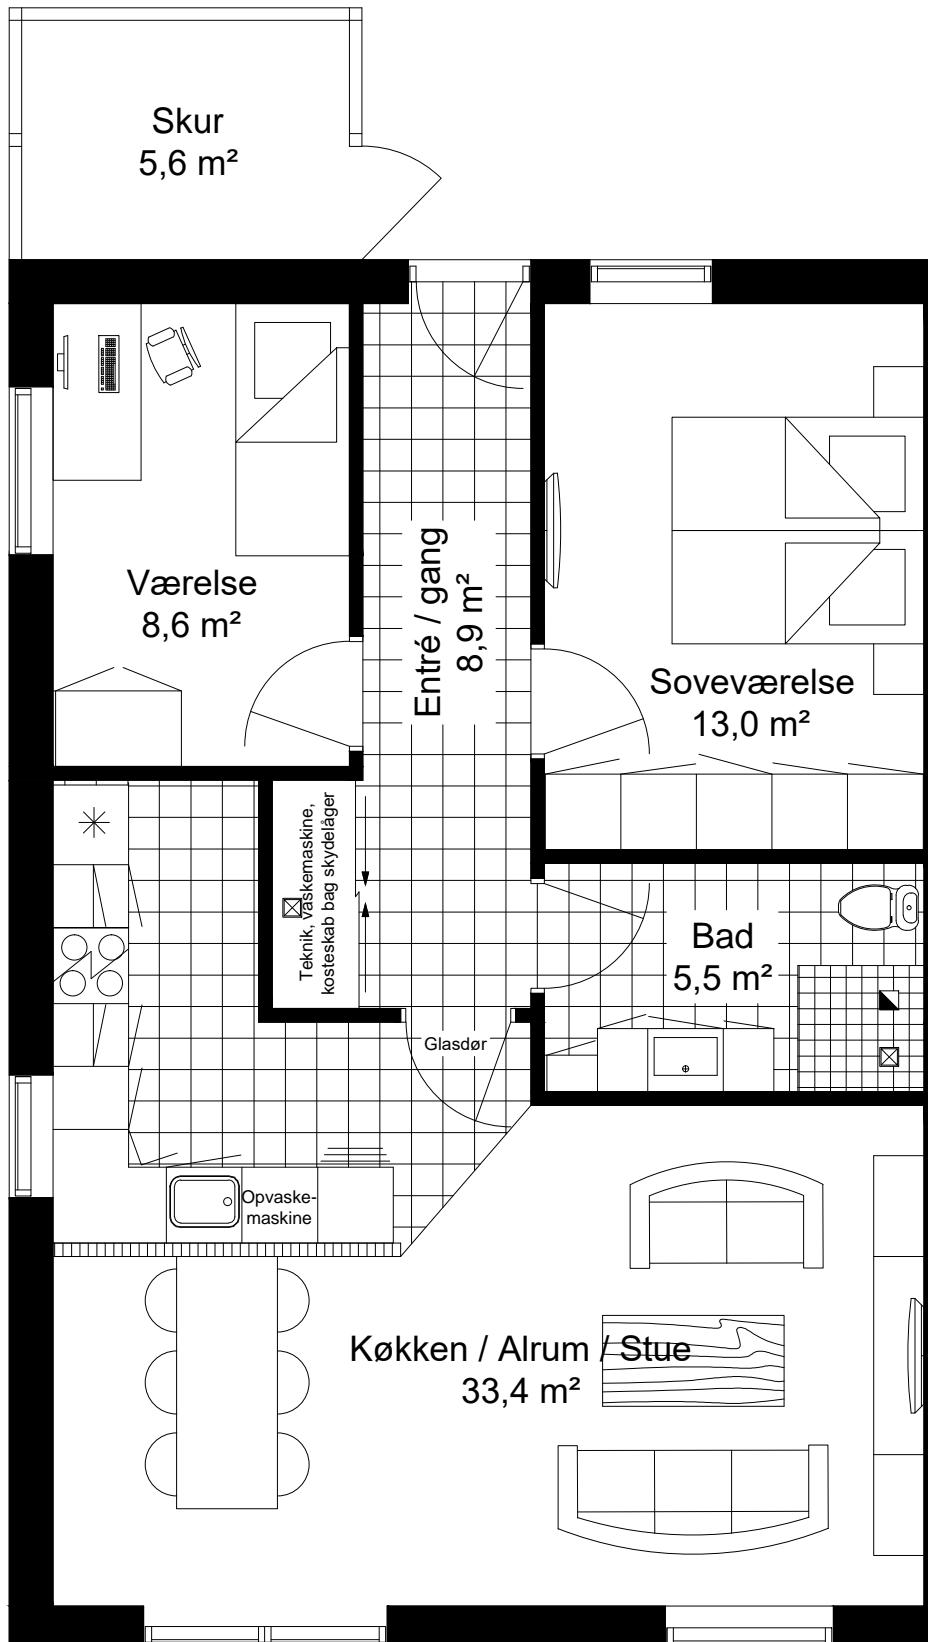 Skur
5,6 m²
Værelse
8,6 m²
Entré / gang
8,9 m²
Soveværelse
13,0 m²
Teknik, vaskemaskine,
kosteskab bag skydelåger
Bad
5,5 m²
Glasdør
Opvaske-
maskine
Køkken / Alrum / Stue
33,4 m²